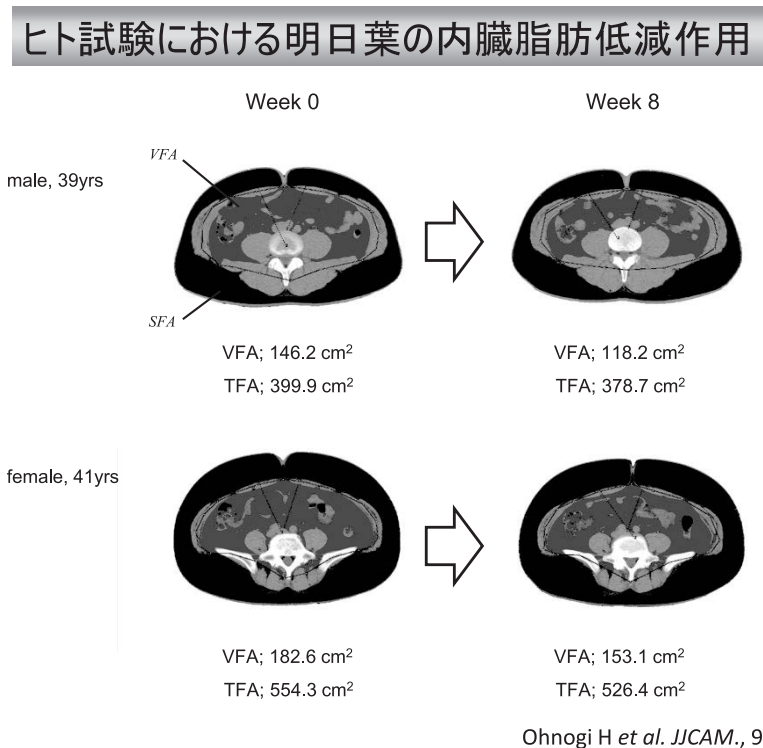 ヒト試験における明日葉の内臓脂肪低減作用
Week 0
Week 8
male, 39yrs
VFA
SFA
VFA; 146.2 cm²
TFA; 399.9 cm²
VFA; 118.2 cm²
TFA; 378.7 cm²
female, 41yrs
VFA; 182.6 cm²
TFA; 554.3 cm²
VFA; 153.1 cm²
TFA; 526.4 cm²
Ohnogi H et al. JJCAM., 9